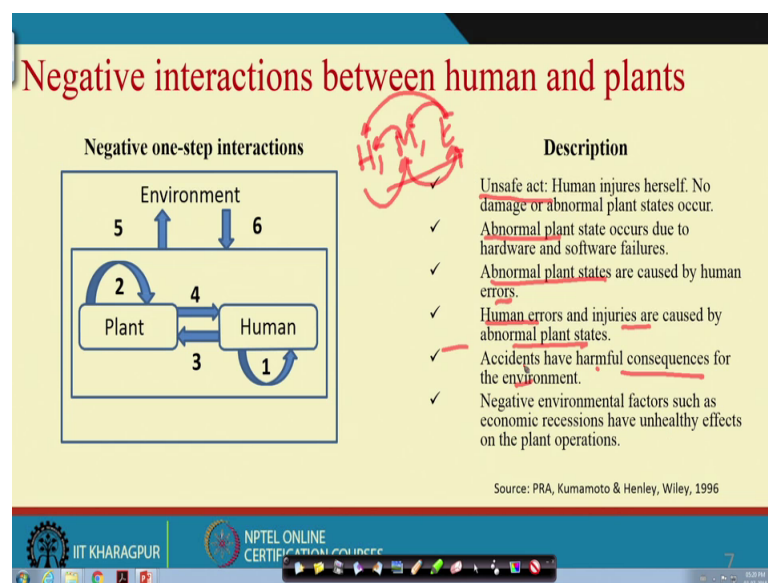 Negative interactions between human and plants
Negative one-step interactions
Environment
5
6
2
4
Plant
Human
3
1
H, M, E
Description
✓ Unsafe act: Human injures herself. No
damage or abnormal plant states occur.
✓ Abnormal plant state occurs due to
hardware and software failures.
✓ Abnormal plant states are caused by human
errors.
✓ Human errors and injuries are caused by
abnormal plant states.
✓ Accidents have harmful consequences for
the environment.
✓ Negative environmental factors such as
economic recessions have unhealthy effects
on the plant operations.
Source: PRA, Kumamoto & Henley, Wiley, 1996
IIT KHARAGPUR
NPTEL ONLINE
CERTIFICATION COURSES
7